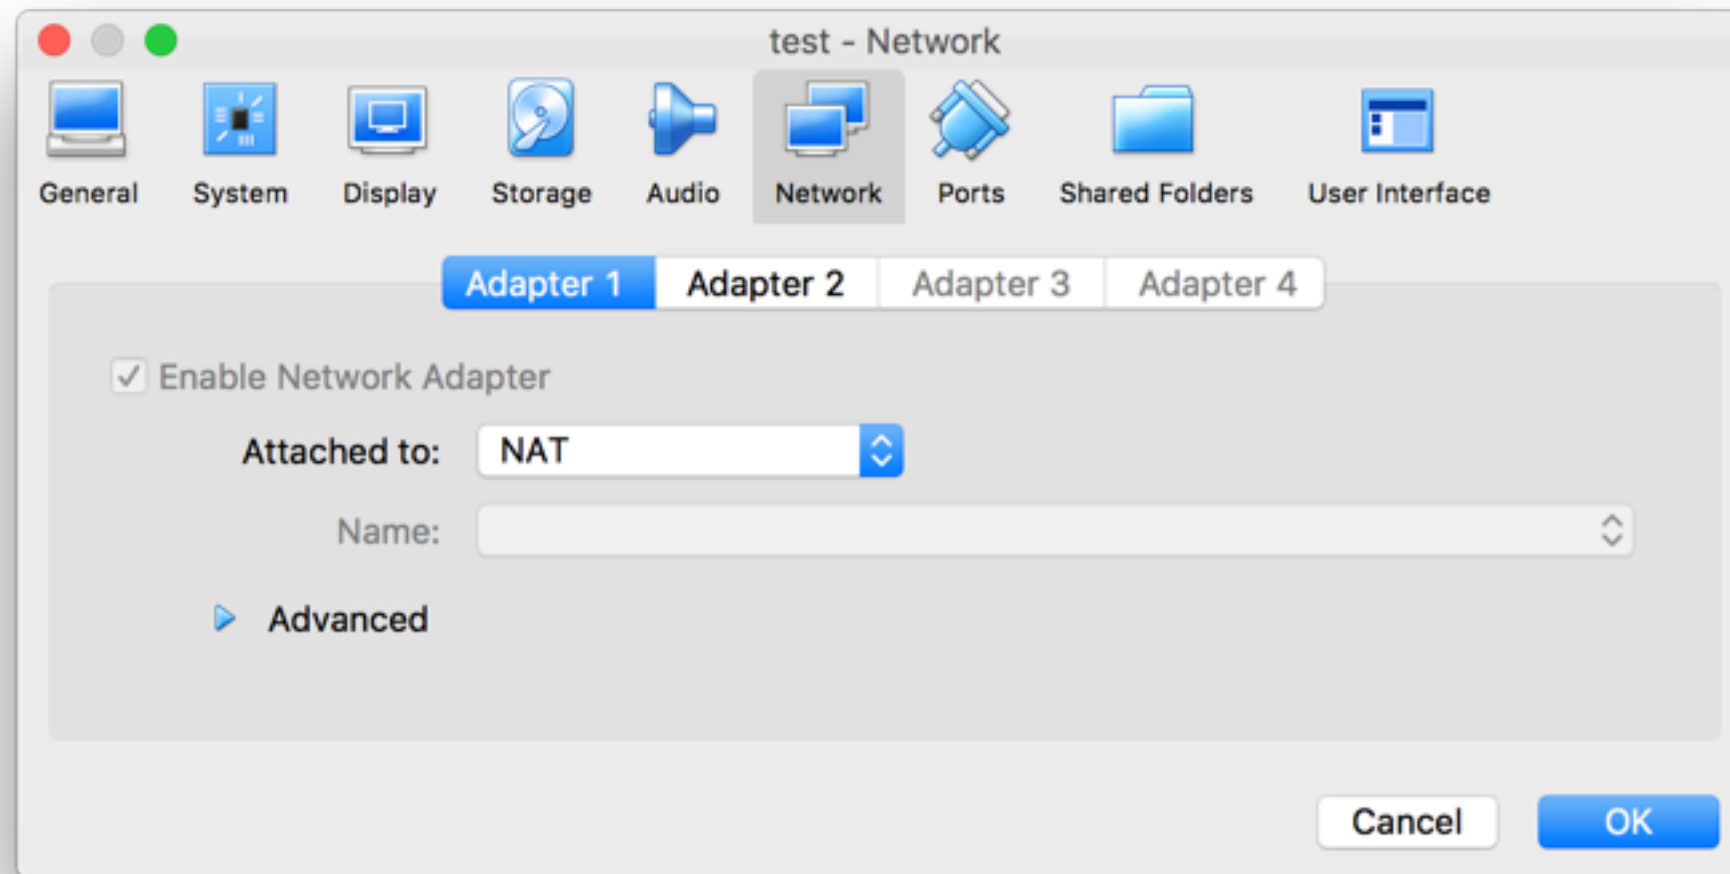 test - Network
General System Display Storage Audio Network Ports Shared Folders User Interface
Adapter 1 Adapter 2 Adapter 3 Adapter 4
Enable Network Adapter
Attached to: NAT
Name:
Advanced
Cancel OK